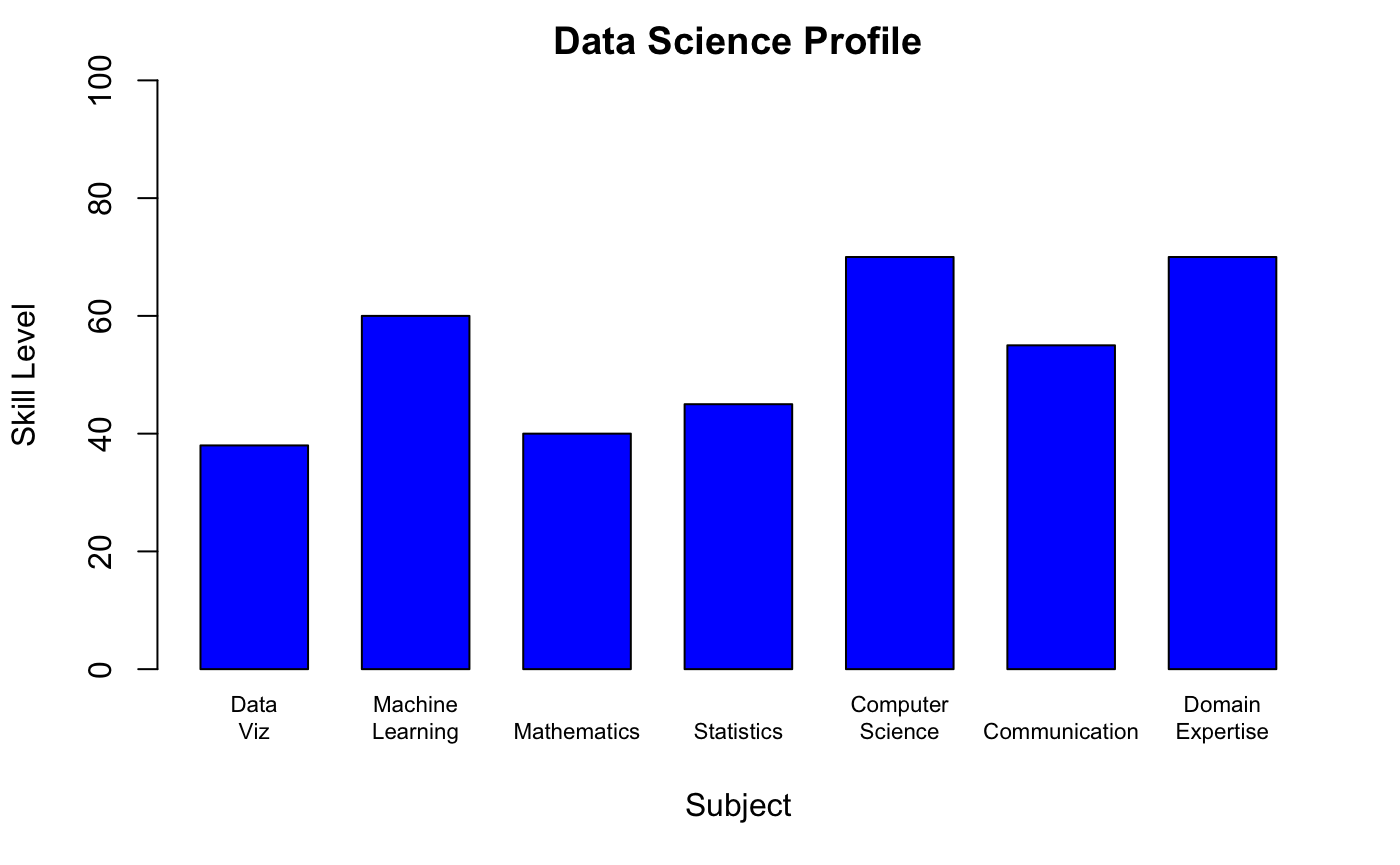 Data Science Profile
100
80
60
40
20
0
Skill Level
Data
Viz
Machine
Learning
Mathematics
Statistics
Computer
Science
Communication
Domain
Expertise
Subject